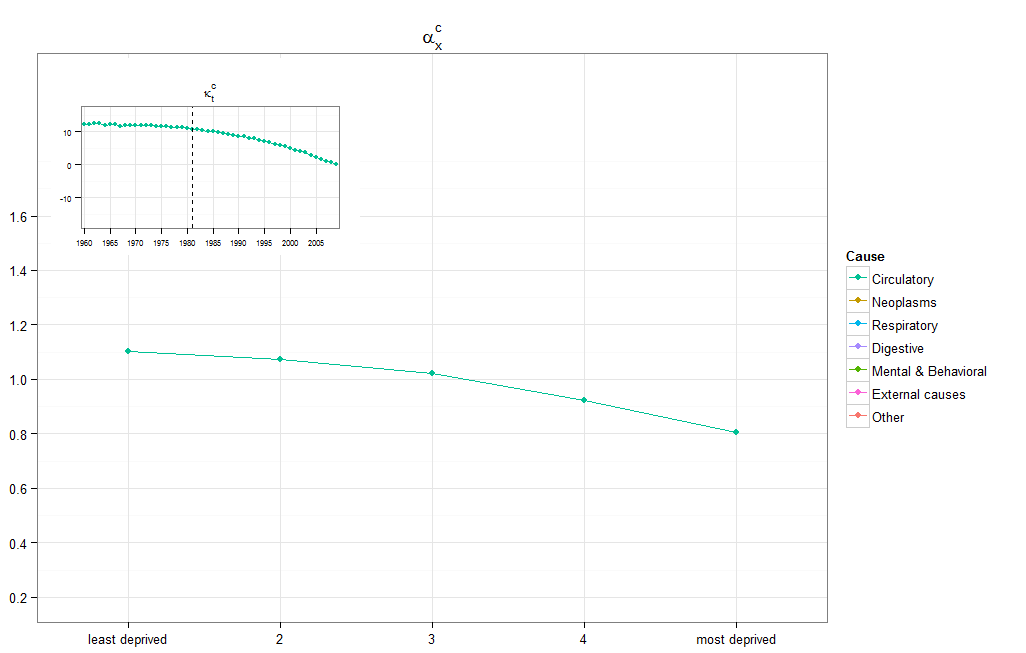 α_x^c
κ_t^c
10
0
-10
1960 1965 1970 1975 1980 1985 1990 1995 2000 2005
1.6
1.4
1.2
1.0
0.8
0.6
0.4
0.2
least deprived 2 3 4 most deprived
Cause
Circulatory
Neoplasms
Respiratory
Digestive
Mental & Behavioral
External causes
Other